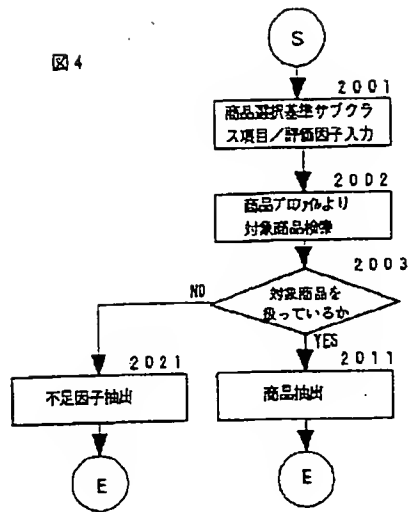 図4
S
2001
商品選択基準サブクラ
ス項目/評価因子入力
2002
商品プロファイルより
対象商品検索
2003
対象商品を
扱っているか
NO
YES
2021
不足因子抽出
2011
商品抽出
E
E